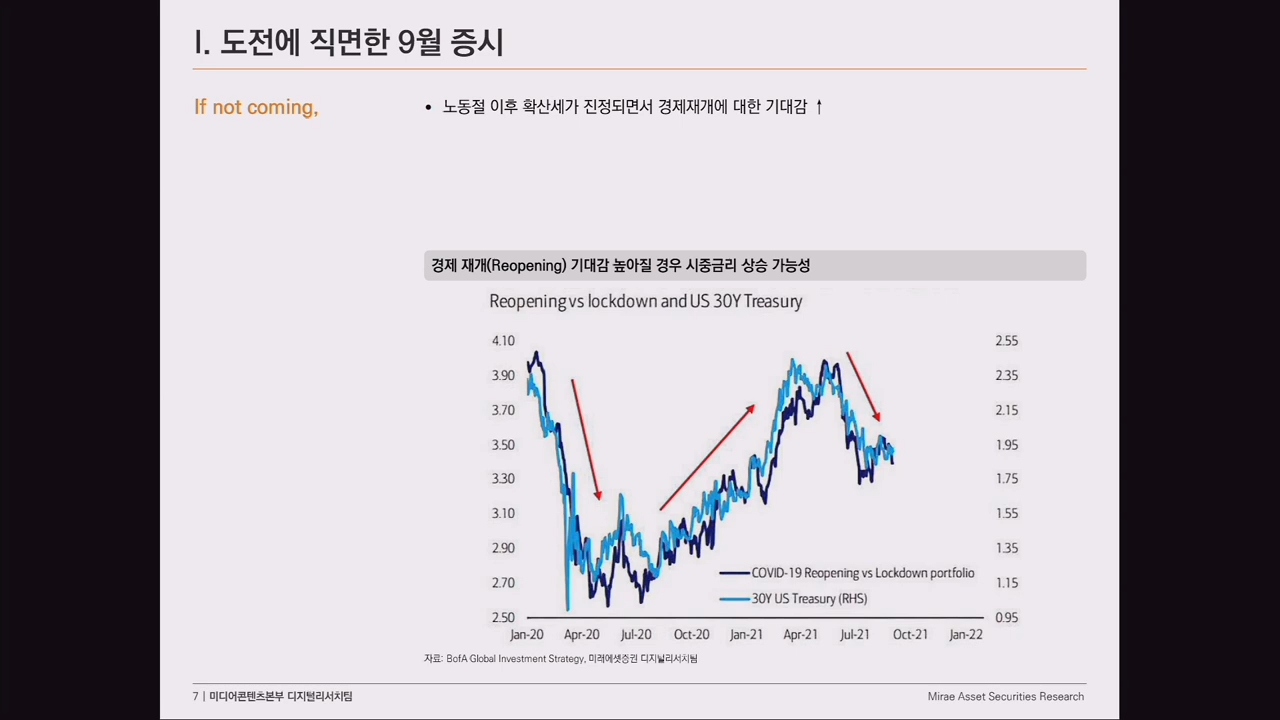 I. 도전에 직면한 9월 증시
If not coming,
• 노동절 이후 확산세가 진정되면서 경제재개에 대한 기대감 ↑
경제 재개(Reopening) 기대감 높아질 경우 시중금리 상승 가능성
Reopening vs lockdown and US 30Y Treasury
4.10 2.55
3.90 2.35
3.70 2.15
3.50 1.95
3.30 1.75
3.10 1.55
2.90 1.35
2.70 1.15
2.50 0.95
COVID-19 Reopening vs Lockdown portfolio
30Y US Treasury (RHS)
Jan-20 Apr-20 Jul-20 Oct-20 Jan-21 Apr-21 Jul-21 Oct-21 Jan-22
자료: BofA Global Investment Strategy, 미래에셋증권 디지털리서치팀
7 | 미디어콘텐츠본부 디지털리서치팀 Mirae Asset Securities Research